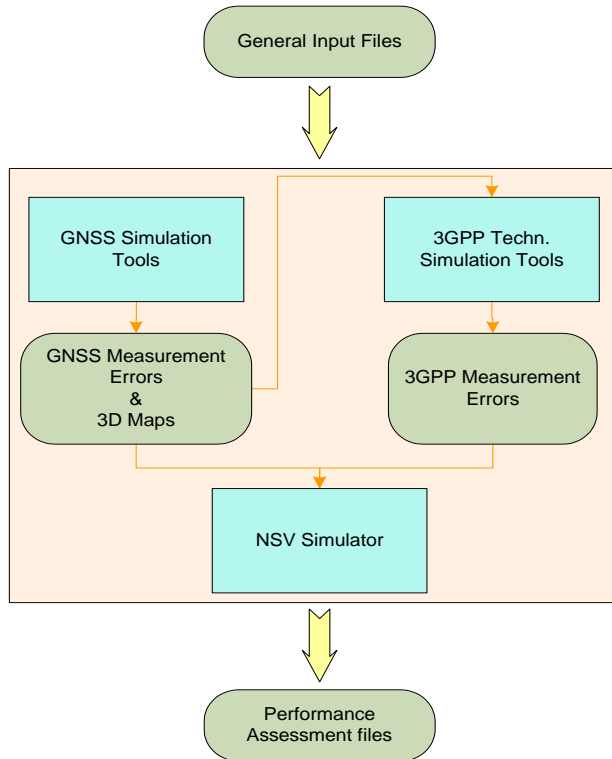 General Input Files
GNSS Simulation
Tools
3GPP Techn.
Simulation Tools
GNSS Measurement
Errors
&
3D Maps
3GPP Measurement
Errors
NSV Simulator
Performance
Assessment files